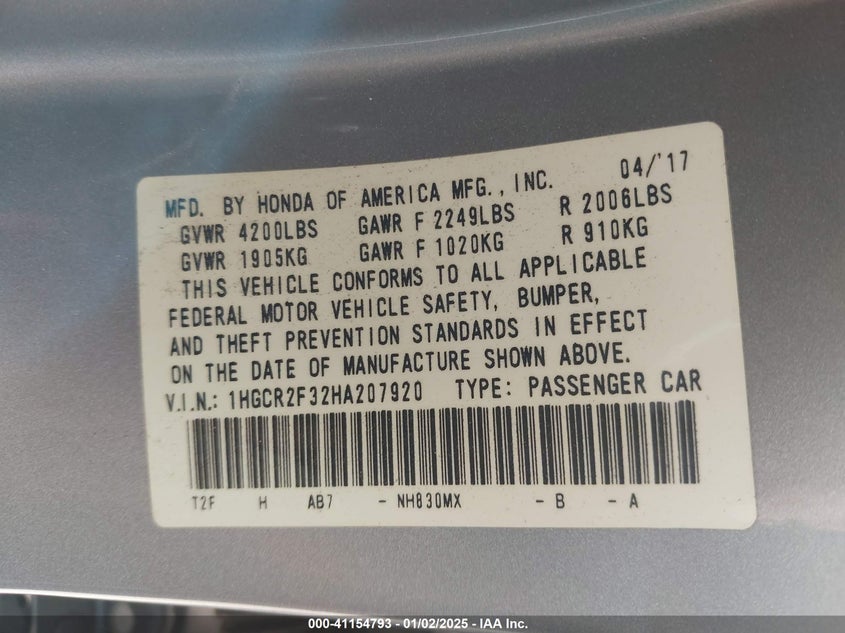 MFD. BY HONDA OF AMERICA MFG., INC. 04/'17
GVWR 4200LBS GAWR F 2249LBS R 2006LBS
GVWR 1905KG GAWR F 1020KG R 910KG
THIS VEHICLE CONFORMS TO ALL APPLICABLE
FEDERAL MOTOR VEHICLE SAFETY, BUMPER,
AND THEFT PREVENTION STANDARDS IN EFFECT
ON THE DATE OF MANUFACTURE SHOWN ABOVE.
V.I.N.: 1HGCR2F32HA207920 TYPE: PASSENGER CAR
T2F H AB7 - NH830MX - B - A
000-41154793 - 01/02/2025 - IAA Inc.